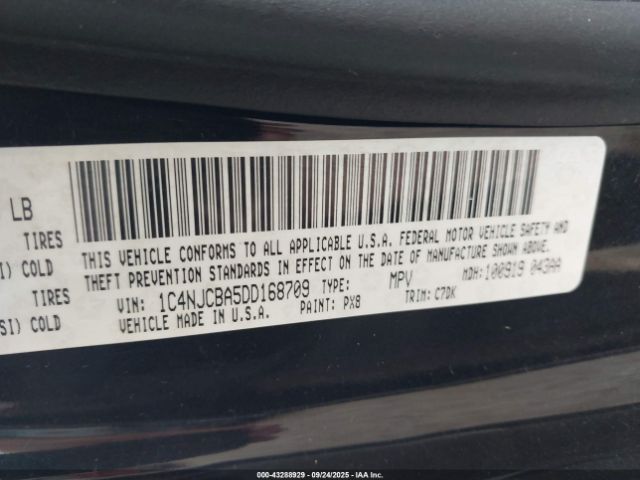 LB
TIRES
I) COLD
TIRES
SI) COLD
THIS VEHICLE CONFORMS TO ALL APPLICABLE U.S.A. FEDERAL MOTOR VEHICLE SAFETY AND
THEFT PREVENTION STANDARDS IN EFFECT ON THE DATE OF MANUFACTURE SHOWN ABOVE.
VIN: 1C4NJCBA5DD168709 TYPE: MPV MDH:100919 043AA
VEHICLE MADE IN U.S.A. PAINT: PX8 TRIM: C7DK
000-43288929 - 09/24/2025 - IAA Inc.